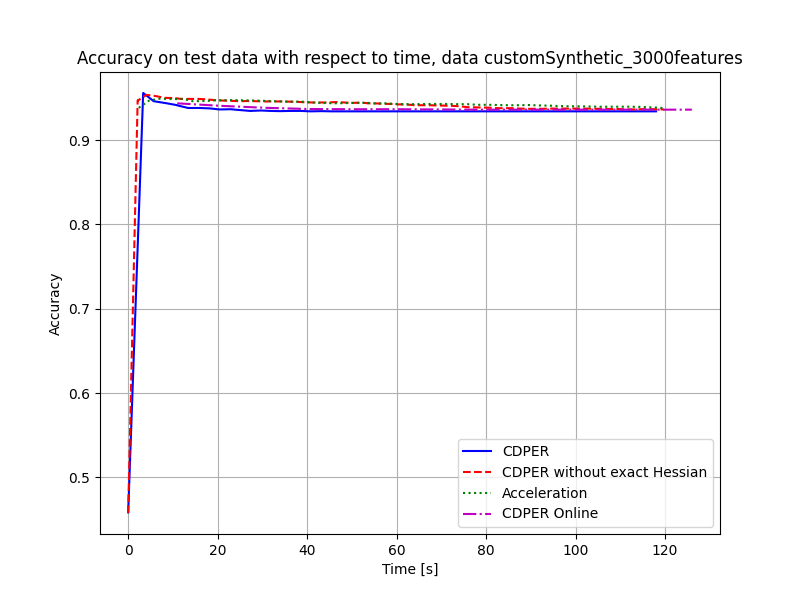 Accuracy on test data with respect to time, data customSynthetic_3000features
0.9
0.8
0.7
0.6
0.5
Accuracy
CDPER
CDPER without exact Hessian
Acceleration
CDPER Online
0 20 40 60 80 100 120
Time [s]